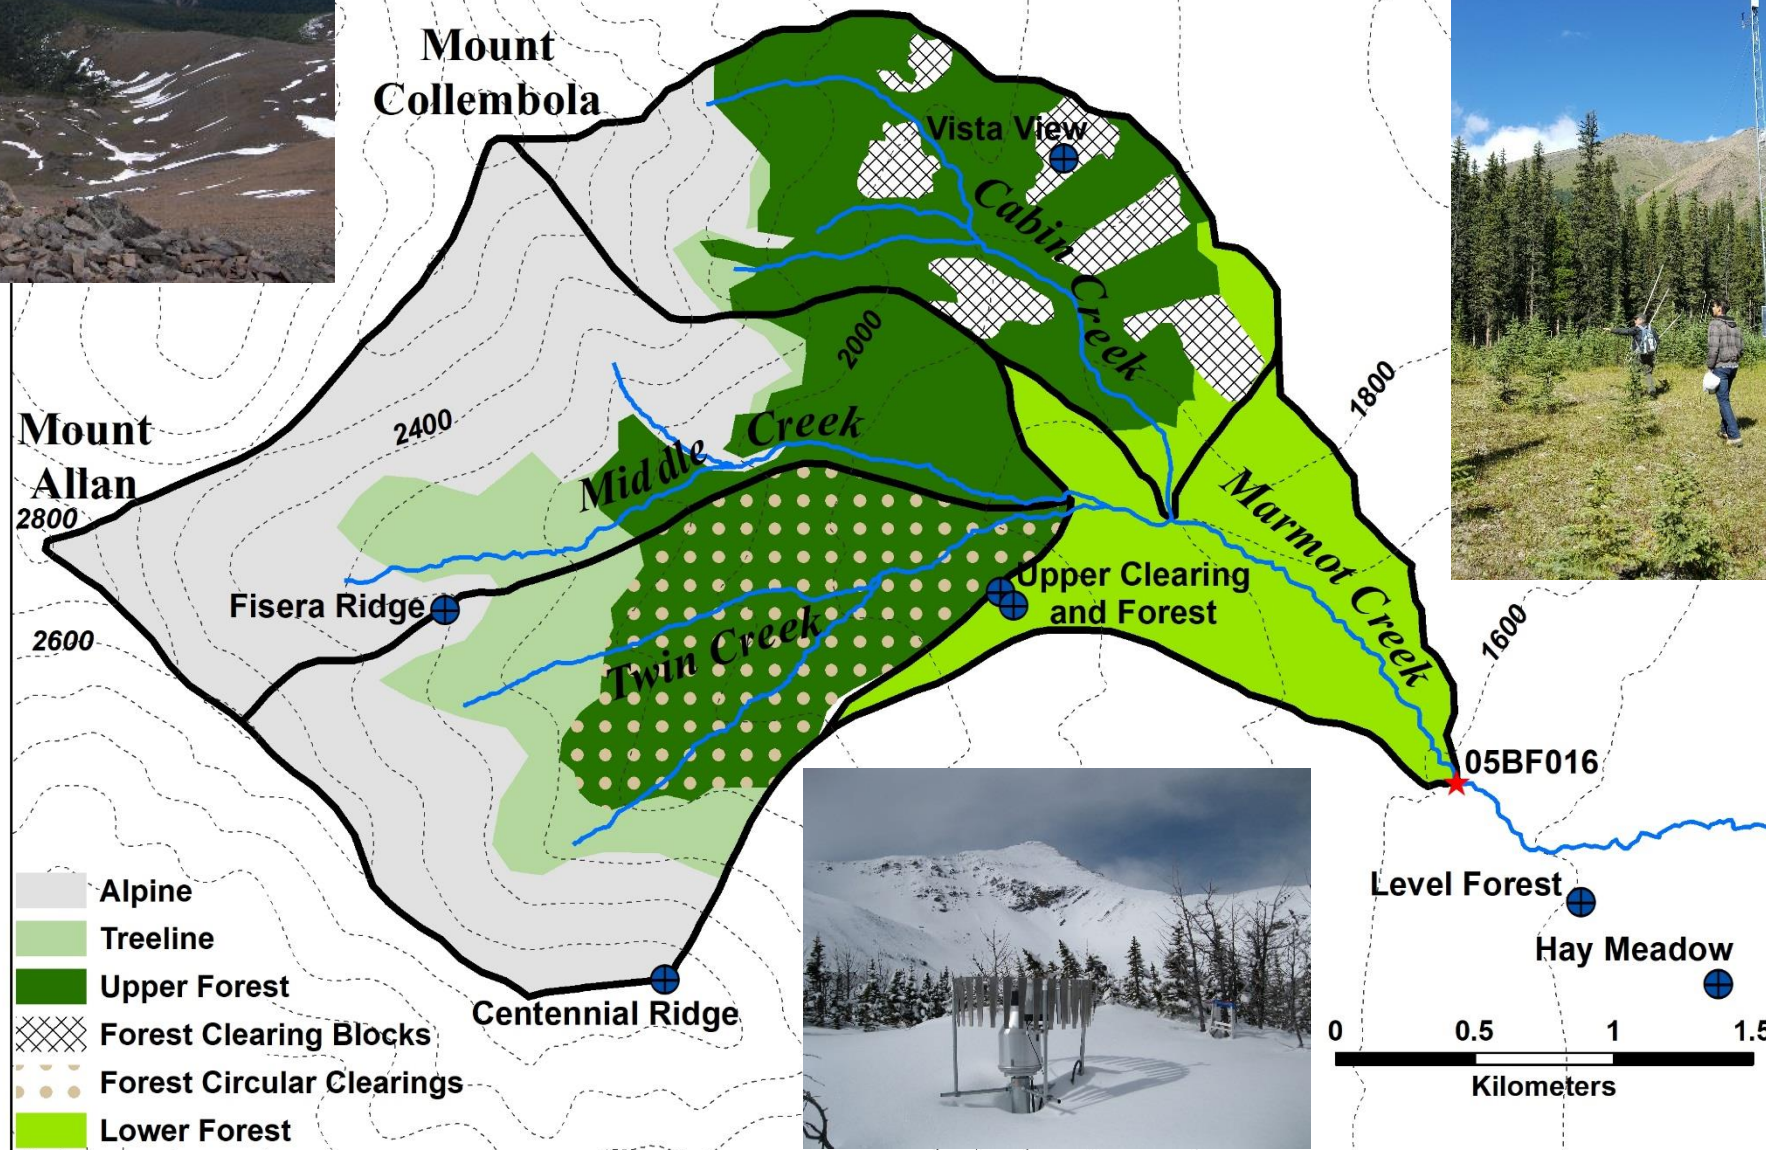 Mount
Collembola
Vista View
Cabin Creek
2000
1800
2400
Middle Creek
Mount
Allan
2800
Marmot Creek
Fisera Ridge
Upper Clearing
and Forest
2600
Twin Creek
1600
05BF016
Level Forest
Hay Meadow
Centennial Ridge
Alpine
Treeline
Upper Forest
Forest Clearing Blocks
Forest Circular Clearings
Lower Forest
0 0.5 1 1.5
Kilometers